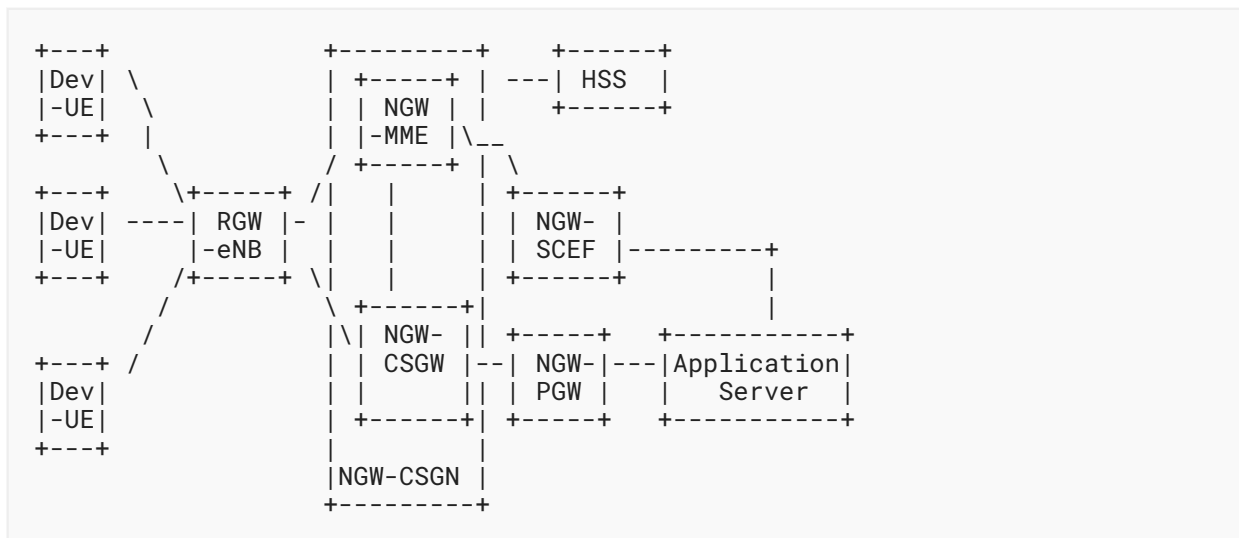 +---+               +---------+    +------+
|Dev| \             | +-----+ | ---| HSS  |
|-UE|  \            | | NGW | |    +------+
+---+  |            | |-MME |\__
        \           / +-----+ | \
+---+    \+-----+ /|   |      | +------+
|Dev| ----| RGW |- |   |      | | NGW- |
|-UE|     |-eNB |  |   |      | | SCEF |---------+
+---+    /+-----+ \|   |      | +------+         |
        /          \ +------+|                   |
       /           |\| NGW- || +-----+   +-----------+
+---+ /            | | CSGW |--| NGW-|---|Application|
|Dev|              | |      || | PGW |   |   Server  |
|-UE|              | +------+| +-----+   +-----------+
+---+              |         |
                   |NGW-CSGN |
                   +---------+